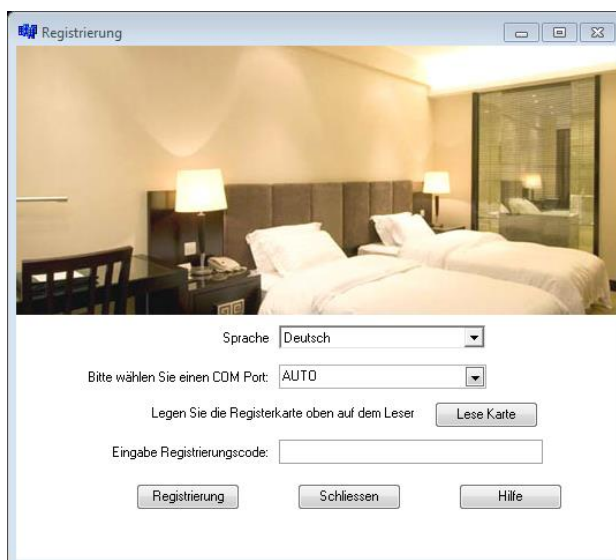 Registrierung
Sprache Deutsch
Bitte wählen Sie einen COM Port: AUTO
Legen Sie die Registerkarte oben auf dem Leser Lese Karte
Eingabe Registrierungscode:
Registrierung Schliessen Hilfe